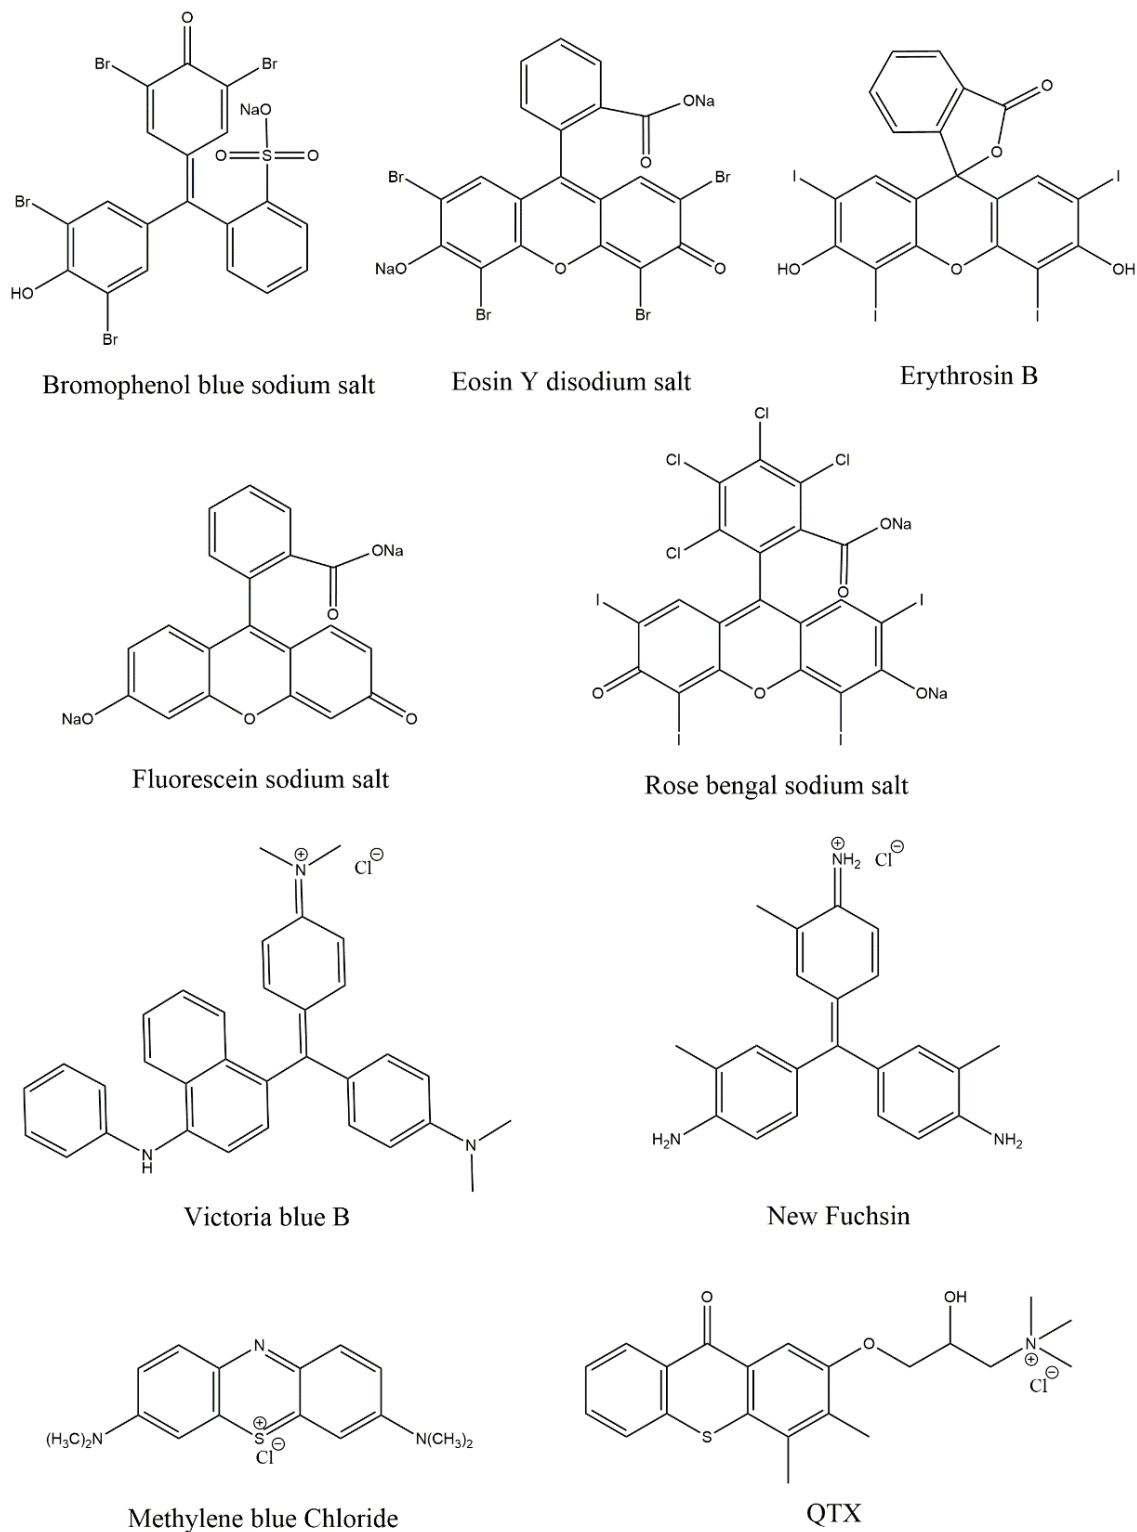 O
Br Br
NaO
O S O
Br
HO
Br
Bromophenol blue sodium salt
ONa
O
Br Br
NaO O O
Br Br
Eosin Y disodium salt
O
O
I I
HO O OH
I I
Erythrosin B
ONa
O
NaO O O
Fluorescein sodium salt
Cl
Cl Cl
Cl
ONa
O
I I
O O ONa
I I
Rose bengal sodium salt
N⊕ Cl⊖
N
H
N
Victoria blue B
⊕
NH₂ Cl⊖
H₂N NH₂
New Fuchsin
N
(H₃C)₂N S⊕ N(CH₃)₂
Cl⊖
Methylene blue Chloride
O OH
O N⊕
Cl⊖
S
QTX